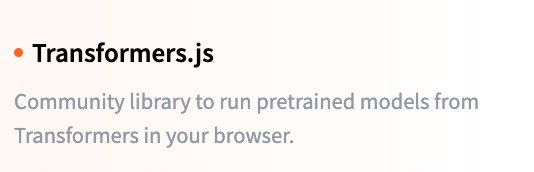 Transformers.js
Community library to run pretrained models from
Transformers in your browser.